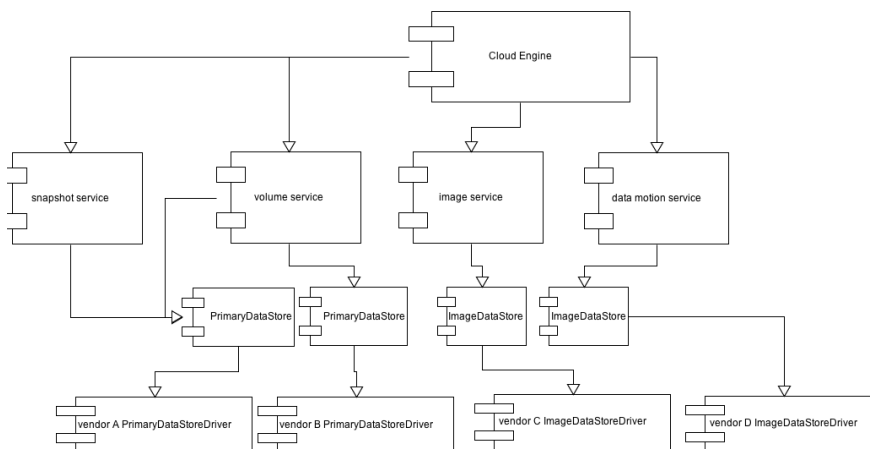 Cloud Engine
snapshot service
volume service
image service
data motion service
PrimaryDataStore
PrimaryDataStore
ImageDataStore
ImageDataStore
vendor A PrimaryDataStoreDriver
vendor B PrimaryDataStoreDriver
vendor C ImageDataStoreDriver
vendor D ImageDataStoreDriver